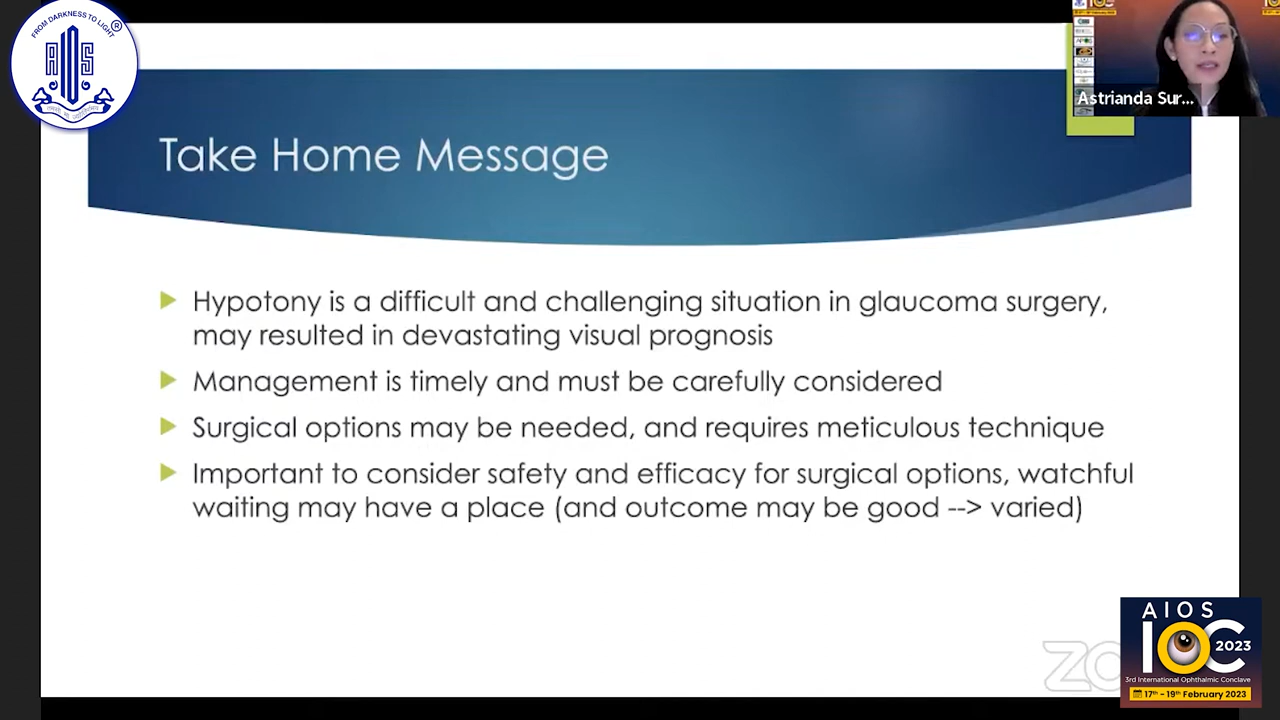 FROM DARKNESS TO LIGHT
®
AIOS
Astrianda Sur...
Take Home Message
Hypotony is a difficult and challenging situation in glaucoma surgery,
may resulted in devastating visual prognosis
Management is timely and must be carefully considered
Surgical options may be needed, and requires meticulous technique
Important to consider safety and efficacy for surgical options, watchful
waiting may have a place (and outcome may be good --> varied)
AIOS
IOC 2023
3rd International Ophthalmic Conclave
17th - 19th February 2023